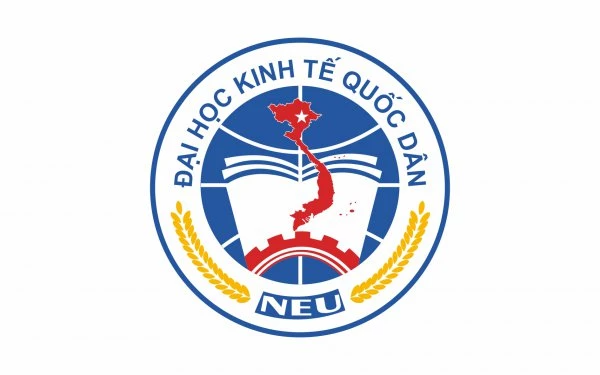 ĐẠI HỌC KINH TẾ QUỐC DÂN
NEU